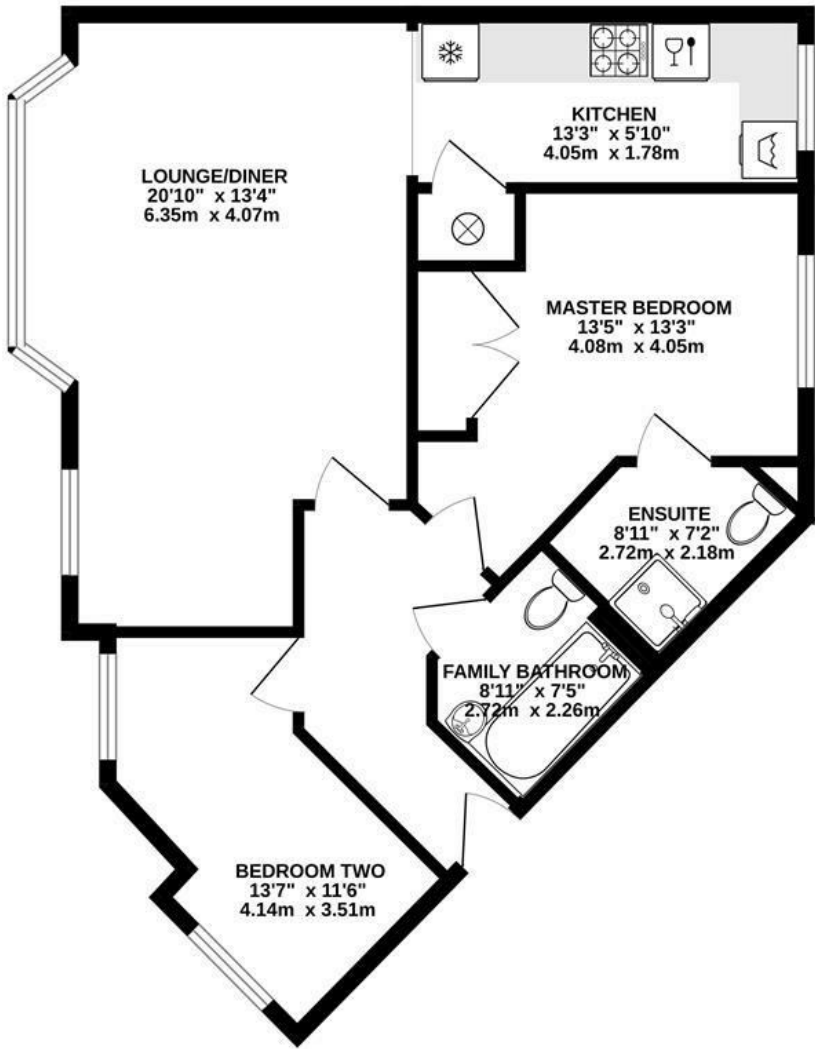 KITCHEN
13'3" x 5'10"
4.05m x 1.78m
LOUNGE/DINER
20'10" x 13'4"
6.35m x 4.07m
MASTER BEDROOM
13'5" x 13'3"
4.08m x 4.05m
ENSUITE
8'11" x 7'2"
2.72m x 2.18m
FAMILY BATHROOM
8'11" x 7'5"
2.72m x 2.26m
BEDROOM TWO
13'7" x 11'6"
4.14m x 3.51m